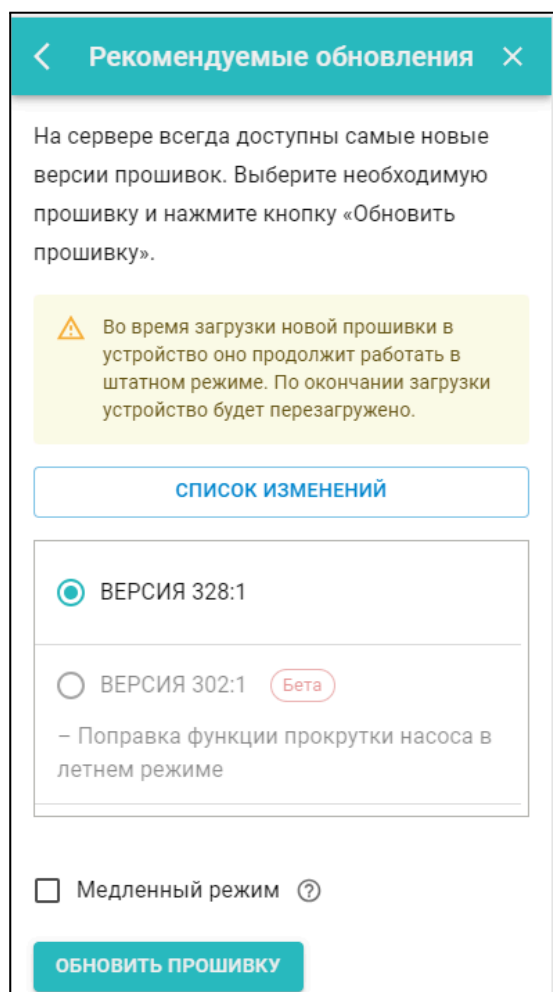 Рекомендуемые обновления
На сервере всегда доступны самые новые
версии прошивок. Выберите необходимую
прошивку и нажмите кнопку «Обновить
прошивку».
Во время загрузки новой прошивки в
устройство оно продолжит работать в
штатном режиме. По окончании загрузки
устройство будет перезагружено.
СПИСОК ИЗМЕНЕНИЙ
ВЕРСИЯ 328:1
ВЕРСИЯ 302:1 Бета
– Поправка функции прокрутки насоса в
летнем режиме
Медленный режим ?
ОБНОВИТЬ ПРОШИВКУ